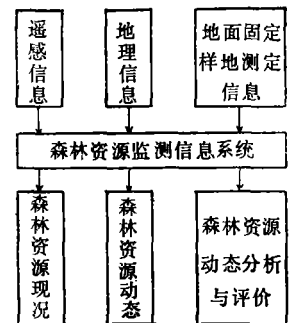 遥感信息
地理信息
地面固定
样地测定
信息
森林资源监测信息系统
森林资源现况
森林资源动态
森林资源
动态分析
与评价